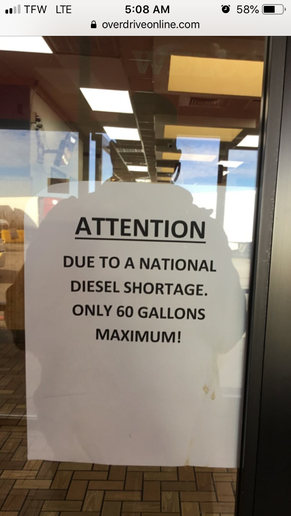 TFW LTE 5:08 AM 58%
overdriveonline.com
ATTENTION
DUE TO A NATIONAL
DIESEL SHORTAGE.
ONLY 60 GALLONS
MAXIMUM!